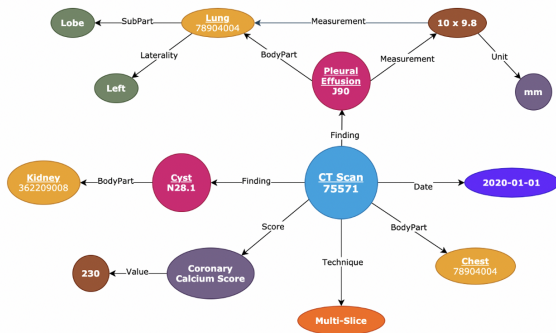 Lobe
SubPart
Lung
78904004
Measurement
10 x 9.8
Laterality
BodyPart
Pleural
Effusion
J90
Measurement
Unit
Left
mm
Finding
Kidney
362209008
BodyPart
Cyst
N28.1
Finding
CT Scan
75571
Date
2020-01-01
Score
BodyPart
Technique
230
Value
Coronary
Calcium Score
Chest
78904004
Multi-Slice